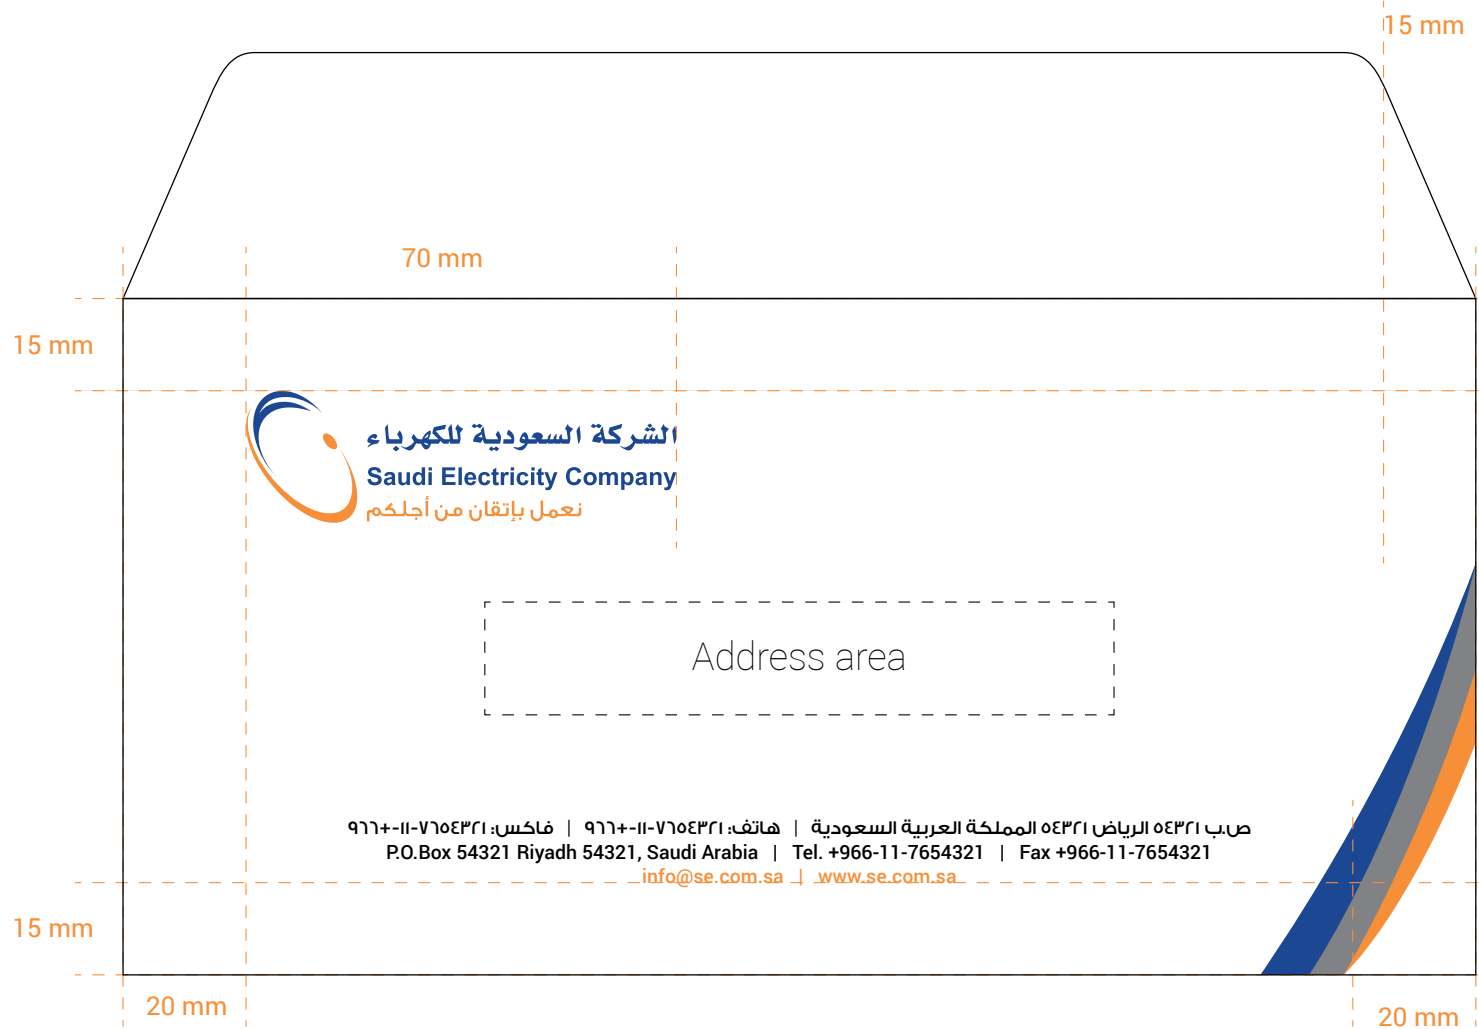 15 mm
70 mm
15 mm
الشركة السعودية للكهرباء
Saudi Electricity Company
نعمل بإتقان من أجلكم
Address area
ص.ب ٥٤٣٢١ الرياض ٥٤٣٢١ المملكة العربية السعودية | هاتف: ٧٦٥٤٣٢١-١١-+٩٦٦ | فاكس: ٧٦٥٤٣٢١-١١-+٩٦٦
P.O.Box 54321 Riyadh 54321, Saudi Arabia | Tel. +966-11-7654321 | Fax +966-11-7654321
info@se.com.sa | www.se.com.sa
15 mm
20 mm
20 mm